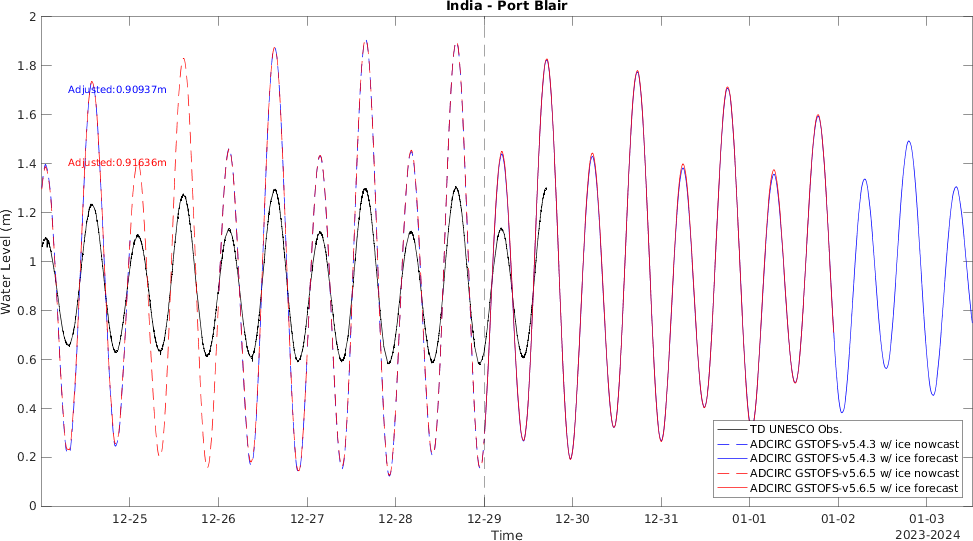 India - Port Blair
2
1.8
1.6
1.4
1.2
1
0.8
0.6
0.4
0.2
0
Water Level (m)
Adjusted:0.90937m
Adjusted:0.91636m
TD UNESCO Obs.
ADCIRC GSTOFS-v5.4.3 w/ ice nowcast
ADCIRC GSTOFS-v5.4.3 w/ ice forecast
ADCIRC GSTOFS-v5.6.5 w/ ice nowcast
ADCIRC GSTOFS-v5.6.5 w/ ice forecast
12-25 12-26 12-27 12-28 12-29 12-30 12-31 01-01 01-02 01-03
Time
2023-2024